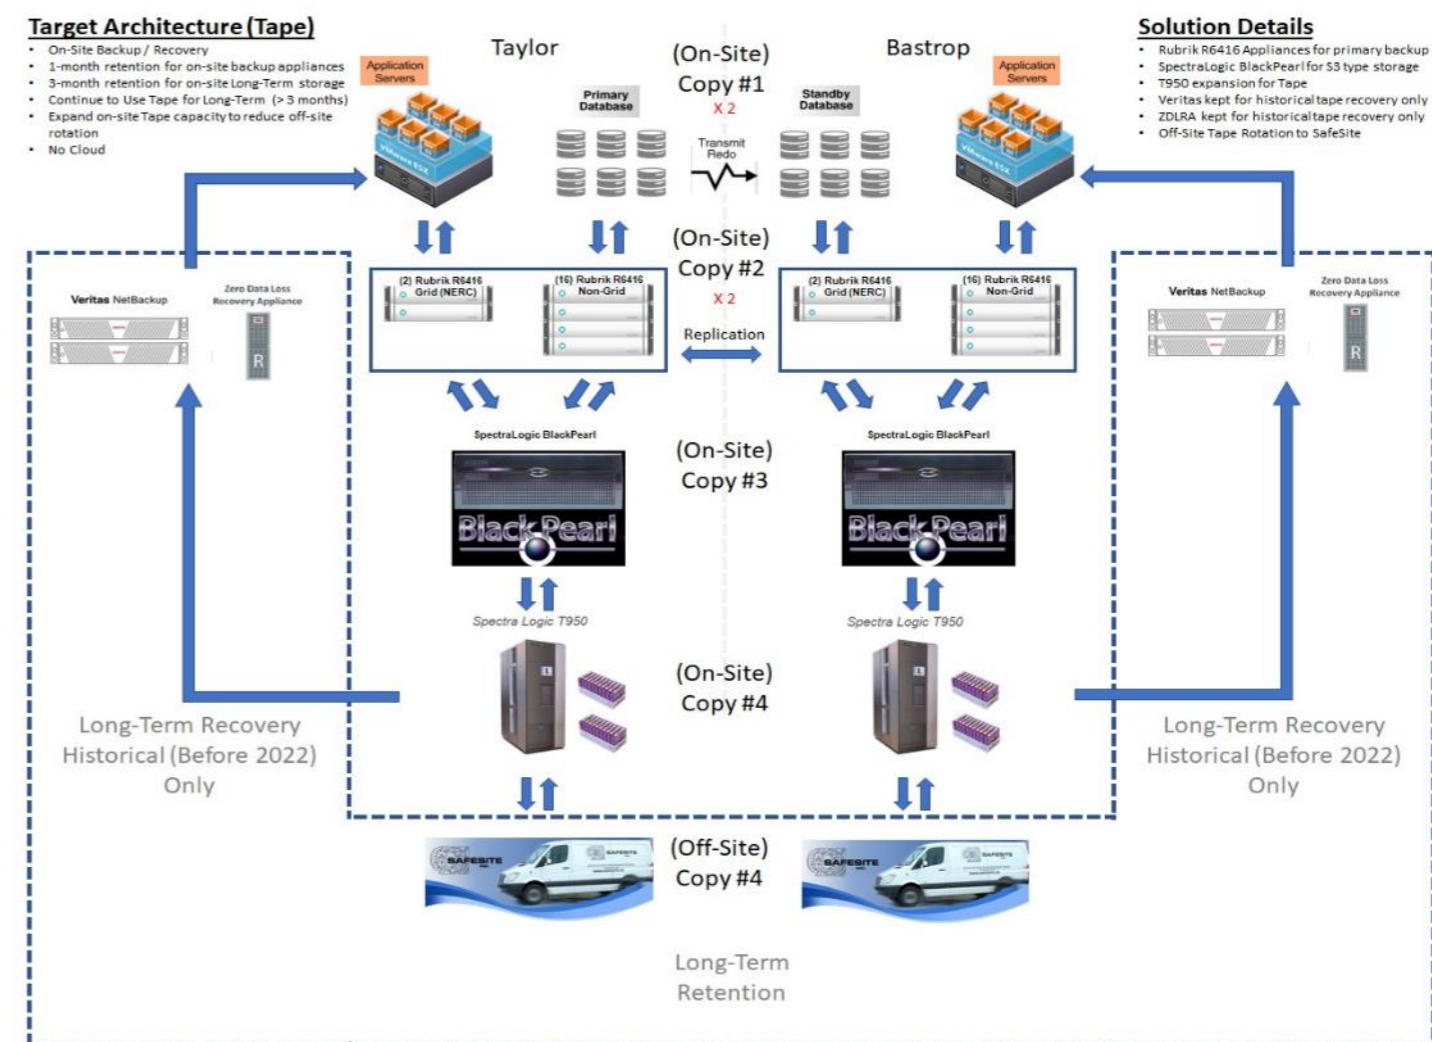 Target Architecture (Tape)
• On-Site Backup / Recovery
• 1-month retention for on-site backup appliances
• 3-month retention for on-site Long-Term storage
• Continue to Use Tape for Long-Term (> 3 months)
• Expand on-site Tape capacity to reduce off-site
rotation
• No Cloud
Taylor
(On-Site)
Copy #1
X 2
Bastrop
Solution Details
• Rubrik R6416 Appliances for primary backup
• SpectraLogic BlackPearl for S3 type storage
• T950 expansion for Tape
• Veritas kept for historical tape recovery only
• ZDLRA kept for historical tape recovery only
• Off-Site Tape Rotation to SafeSite
Application
Servers
VMware ESX
Primary
Database
Transmit
Redo
Standby
Database
Application
Servers
VMware ESX
(On-Site)
Copy #2
X 2
Replication
Veritas NetBackup
Zero Data Loss
Recovery Appliance
R
(2) Rubrik R6416
Grid (NERC)
(16) Rubrik R6416
Non-Grid
(2) Rubrik R6416
Grid (NERC)
(16) Rubrik R6416
Non-Grid
Veritas NetBackup
Zero Data Loss
Recovery Appliance
R
SpectraLogic BlackPearl
BlackPearl
(On-Site)
Copy #3
SpectraLogic BlackPearl
BlackPearl
Spectra Logic T950
(On-Site)
Copy #4
Spectra Logic T950
Long-Term Recovery
Historical (Before 2022)
Only
Long-Term Recovery
Historical (Before 2022)
Only
SAFESITE
SAFESITE
(Off-Site)
Copy #4
SAFESITE
SAFESITE
Long-Term
Retention